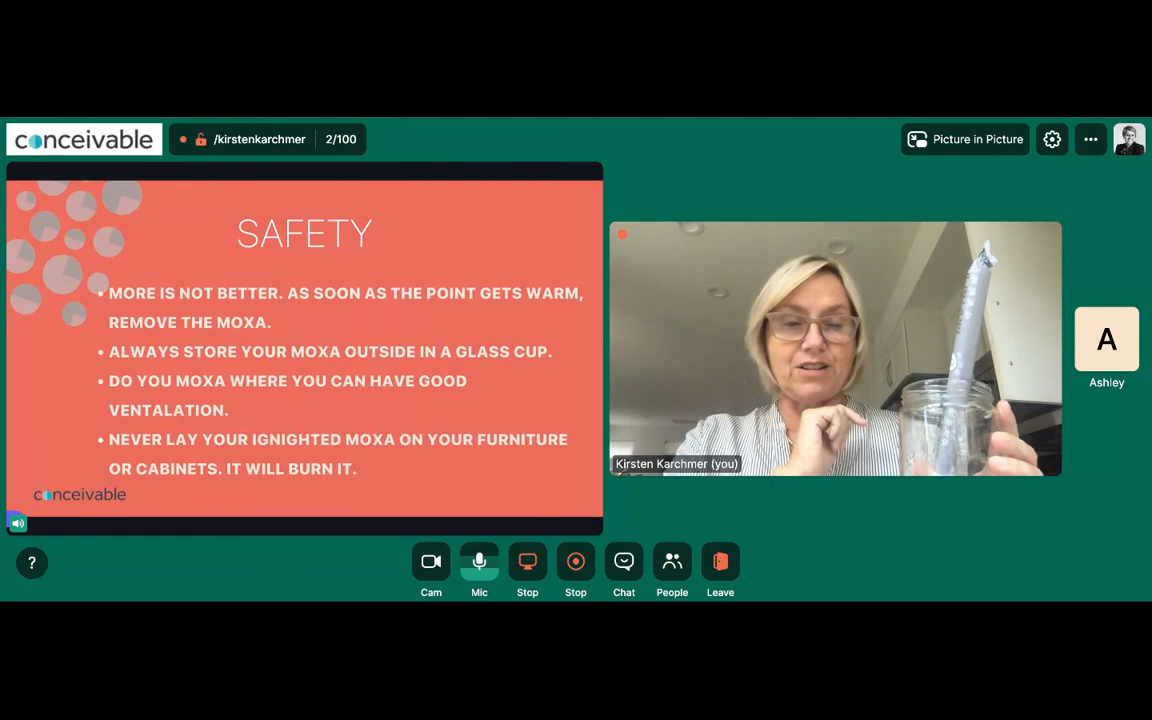 conceivable
/kirstenkarchmer
2/100
Picture in Picture
SAFETY
• MORE IS NOT BETTER. AS SOON AS THE POINT GETS WARM,
REMOVE THE MOXA.
• ALWAYS STORE YOUR MOXA OUTSIDE IN A GLASS CUP.
• DO YOU MOXA WHERE YOU CAN HAVE GOOD
VENTALATION.
• NEVER LAY YOUR IGNIGHTED MOXA ON YOUR FURNITURE
OR CABINETS. IT WILL BURN IT.
conceivable
Kirsten Karchmer (you)
A
Ashley
?
Cam
Mic
Stop
Stop
Chat
People
Leave